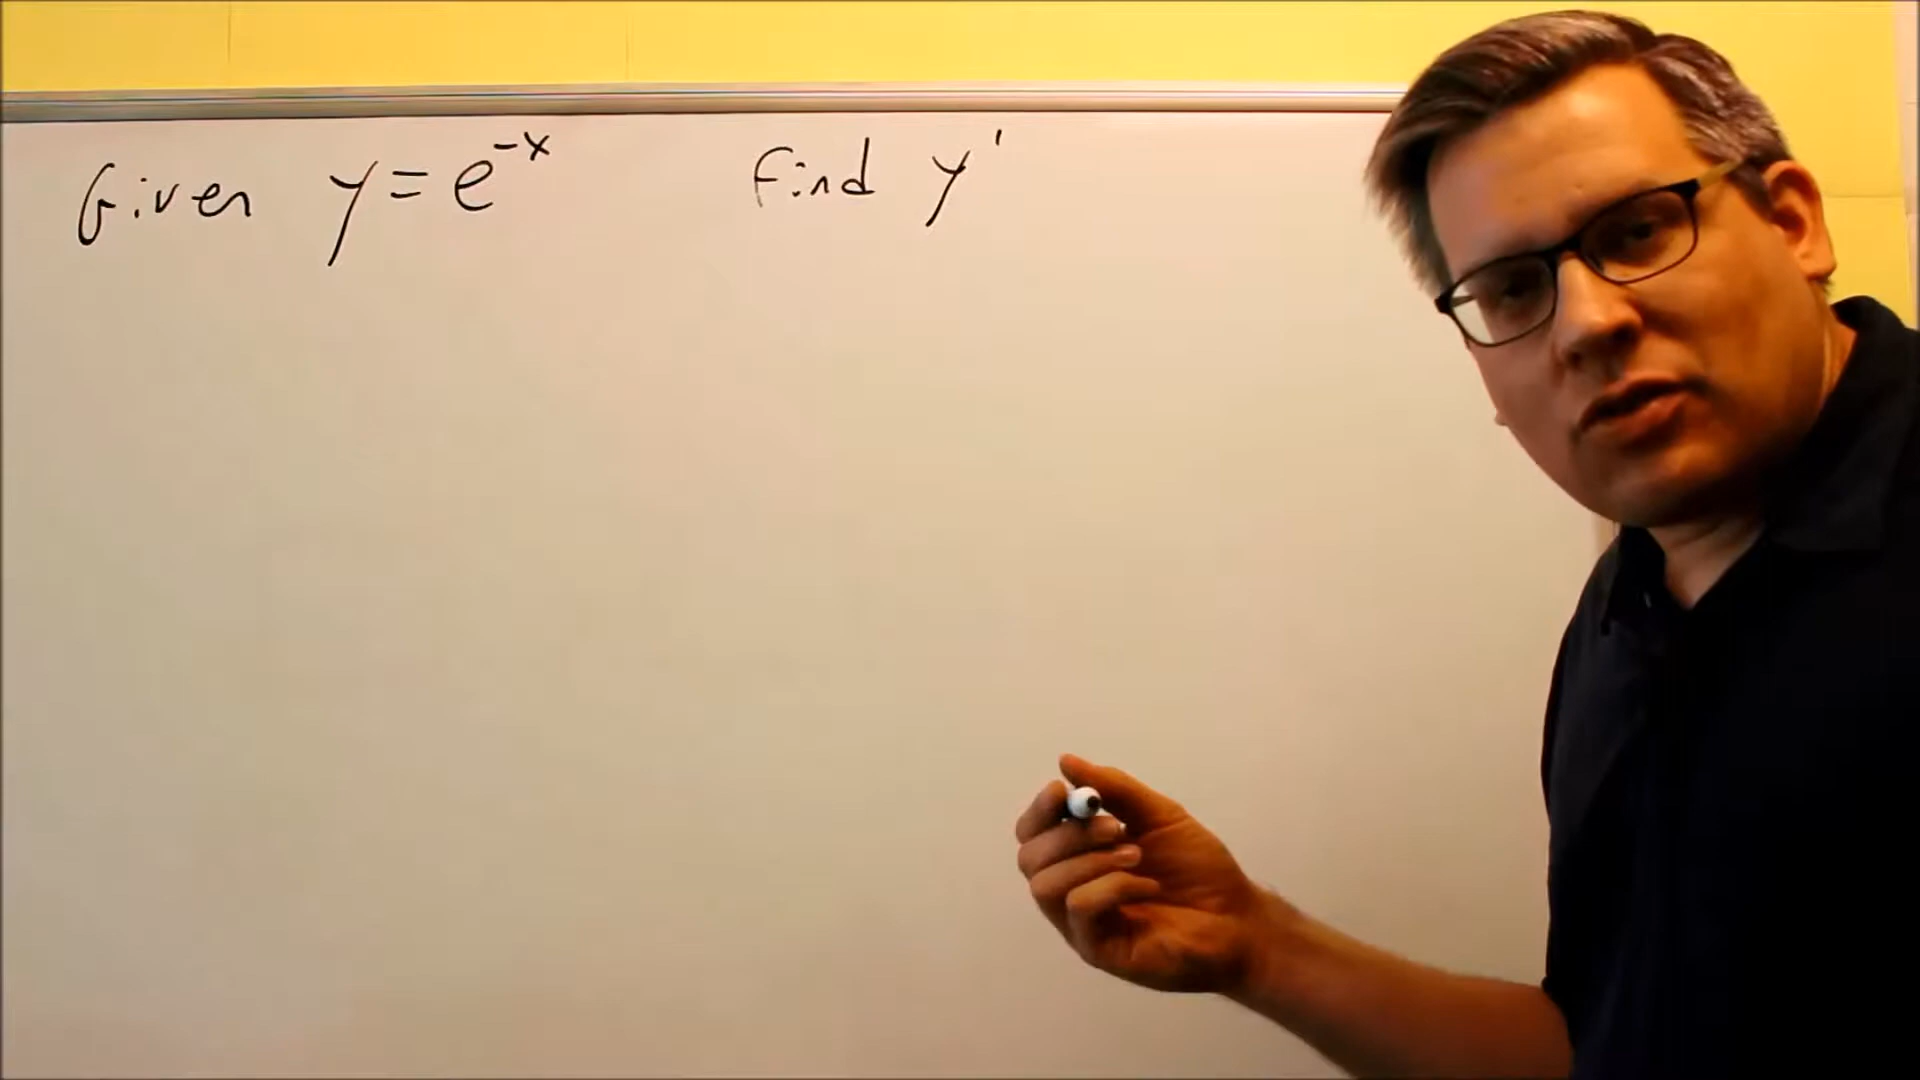 Given y = e^-x find y'